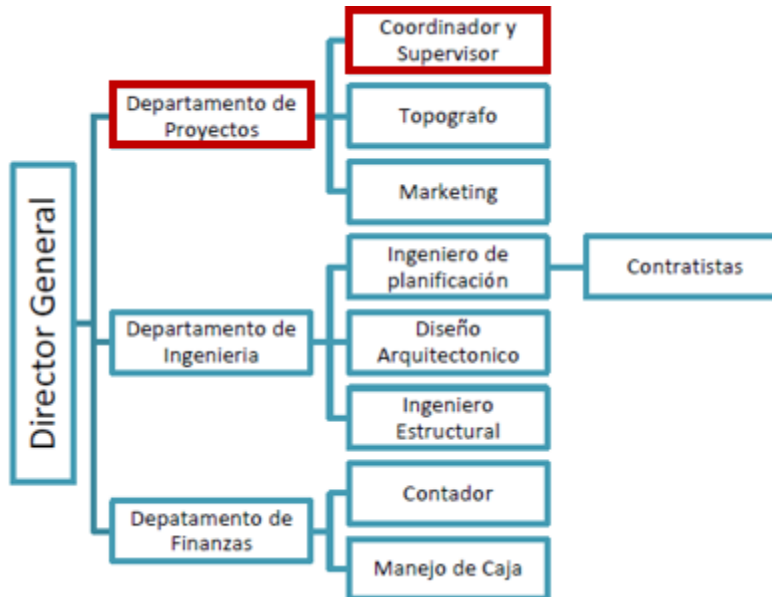 Director General
Departamento de
Proyectos
Coordinador y
Supervisor
Topografo
Marketing
Departamento de
Ingenieria
Ingeniero de
planificación
Contratistas
Diseño
Arquitectonico
Ingeniero
Estructural
Depatamento de
Finanzas
Contador
Manejo de Caja